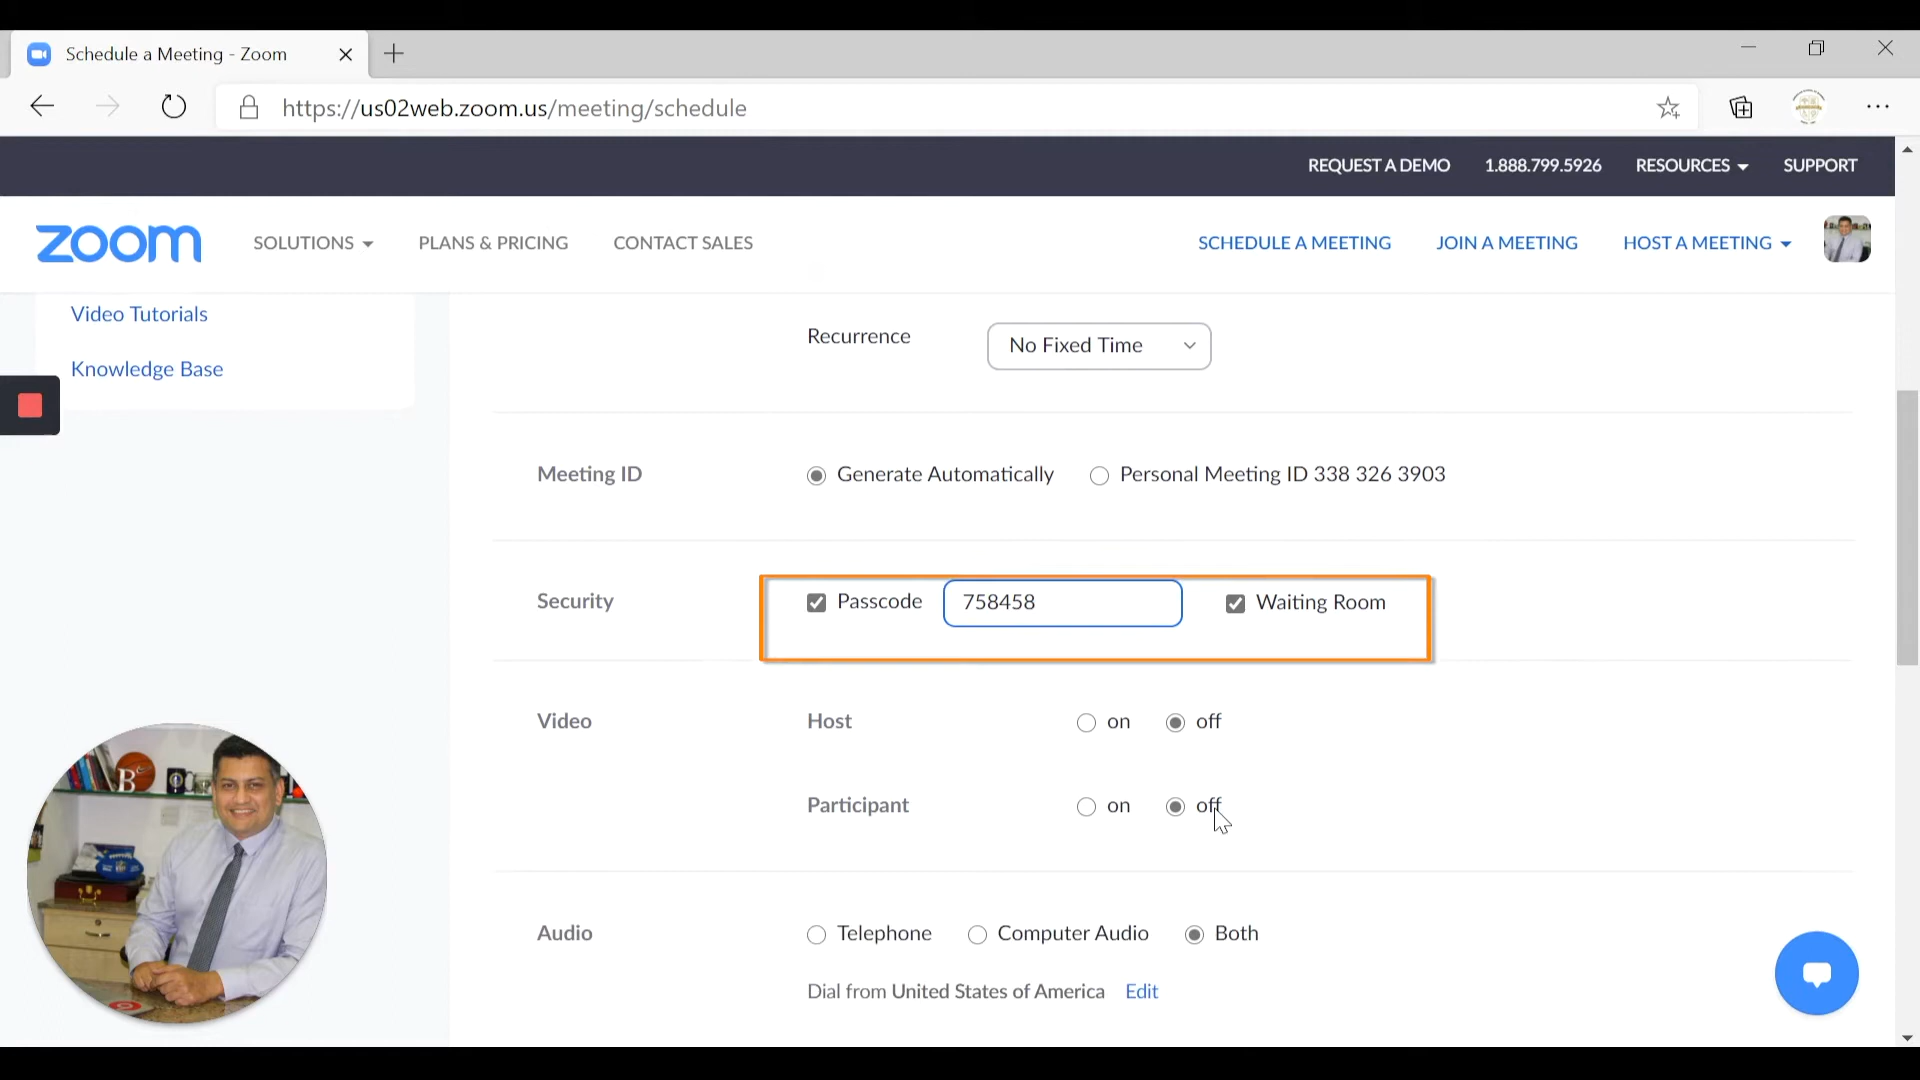 Schedule a Meeting - Zoom
https://us02web.zoom.us/meeting/schedule
REQUEST A DEMO 1.888.799.5926 RESOURCES SUPPORT
zoom SOLUTIONS PLANS & PRICING CONTACT SALES SCHEDULE A MEETING JOIN A MEETING HOST A MEETING
Video Tutorials
Knowledge Base
Recurrence No Fixed Time
Meeting ID Generate Automatically Personal Meeting ID 338 326 3903
Security Passcode 758458 Waiting Room
Video Host on off
Participant on off
Audio Telephone Computer Audio Both
Dial from United States of America Edit